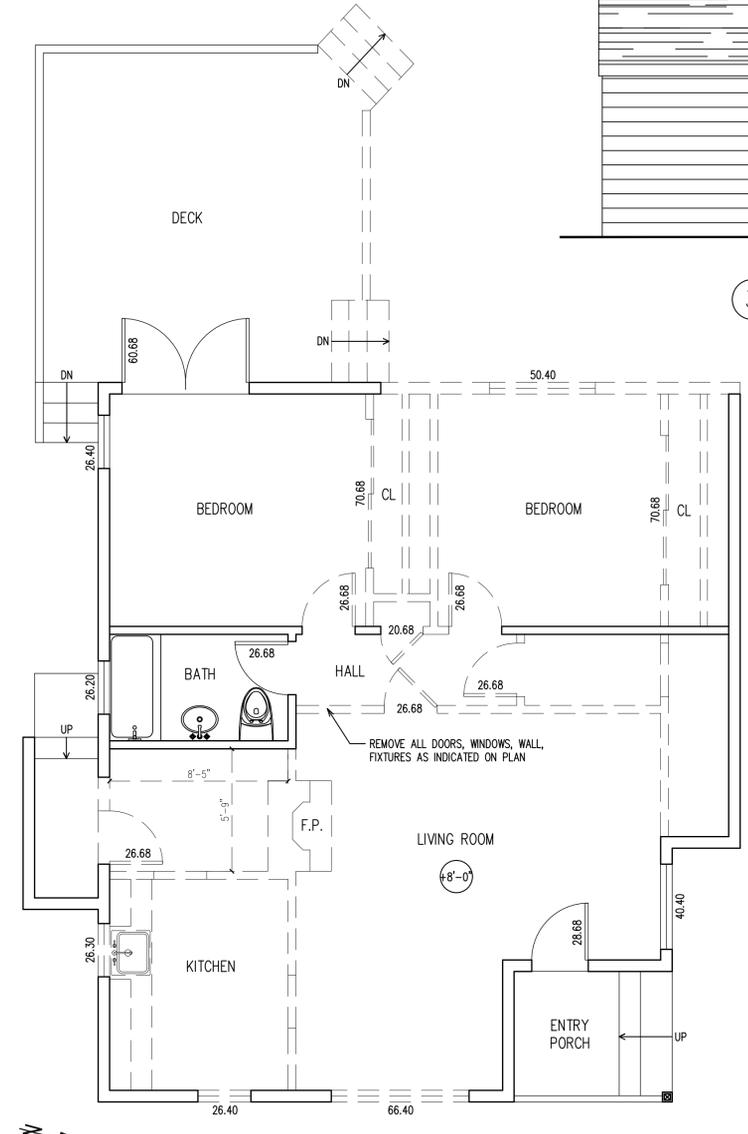 DN
DECK
60.68
DN
DN
50.40
26.40
BEDROOM
70.68
CL
BEDROOM
70.68
CL
26.68
26.68
20.68
26.68
BATH
HALL
26.68
26.20
26.68
UP
REMOVE ALL DOORS, WINDOWS, WALL,
FIXTURES AS INDICATED ON PLAN
8'-5"
5'-9"
F.P.
LIVING ROOM
26.68
+8'-0"
40.40
28.68
26.30
KITCHEN
ENTRY
PORCH
UP
26.40
66.40